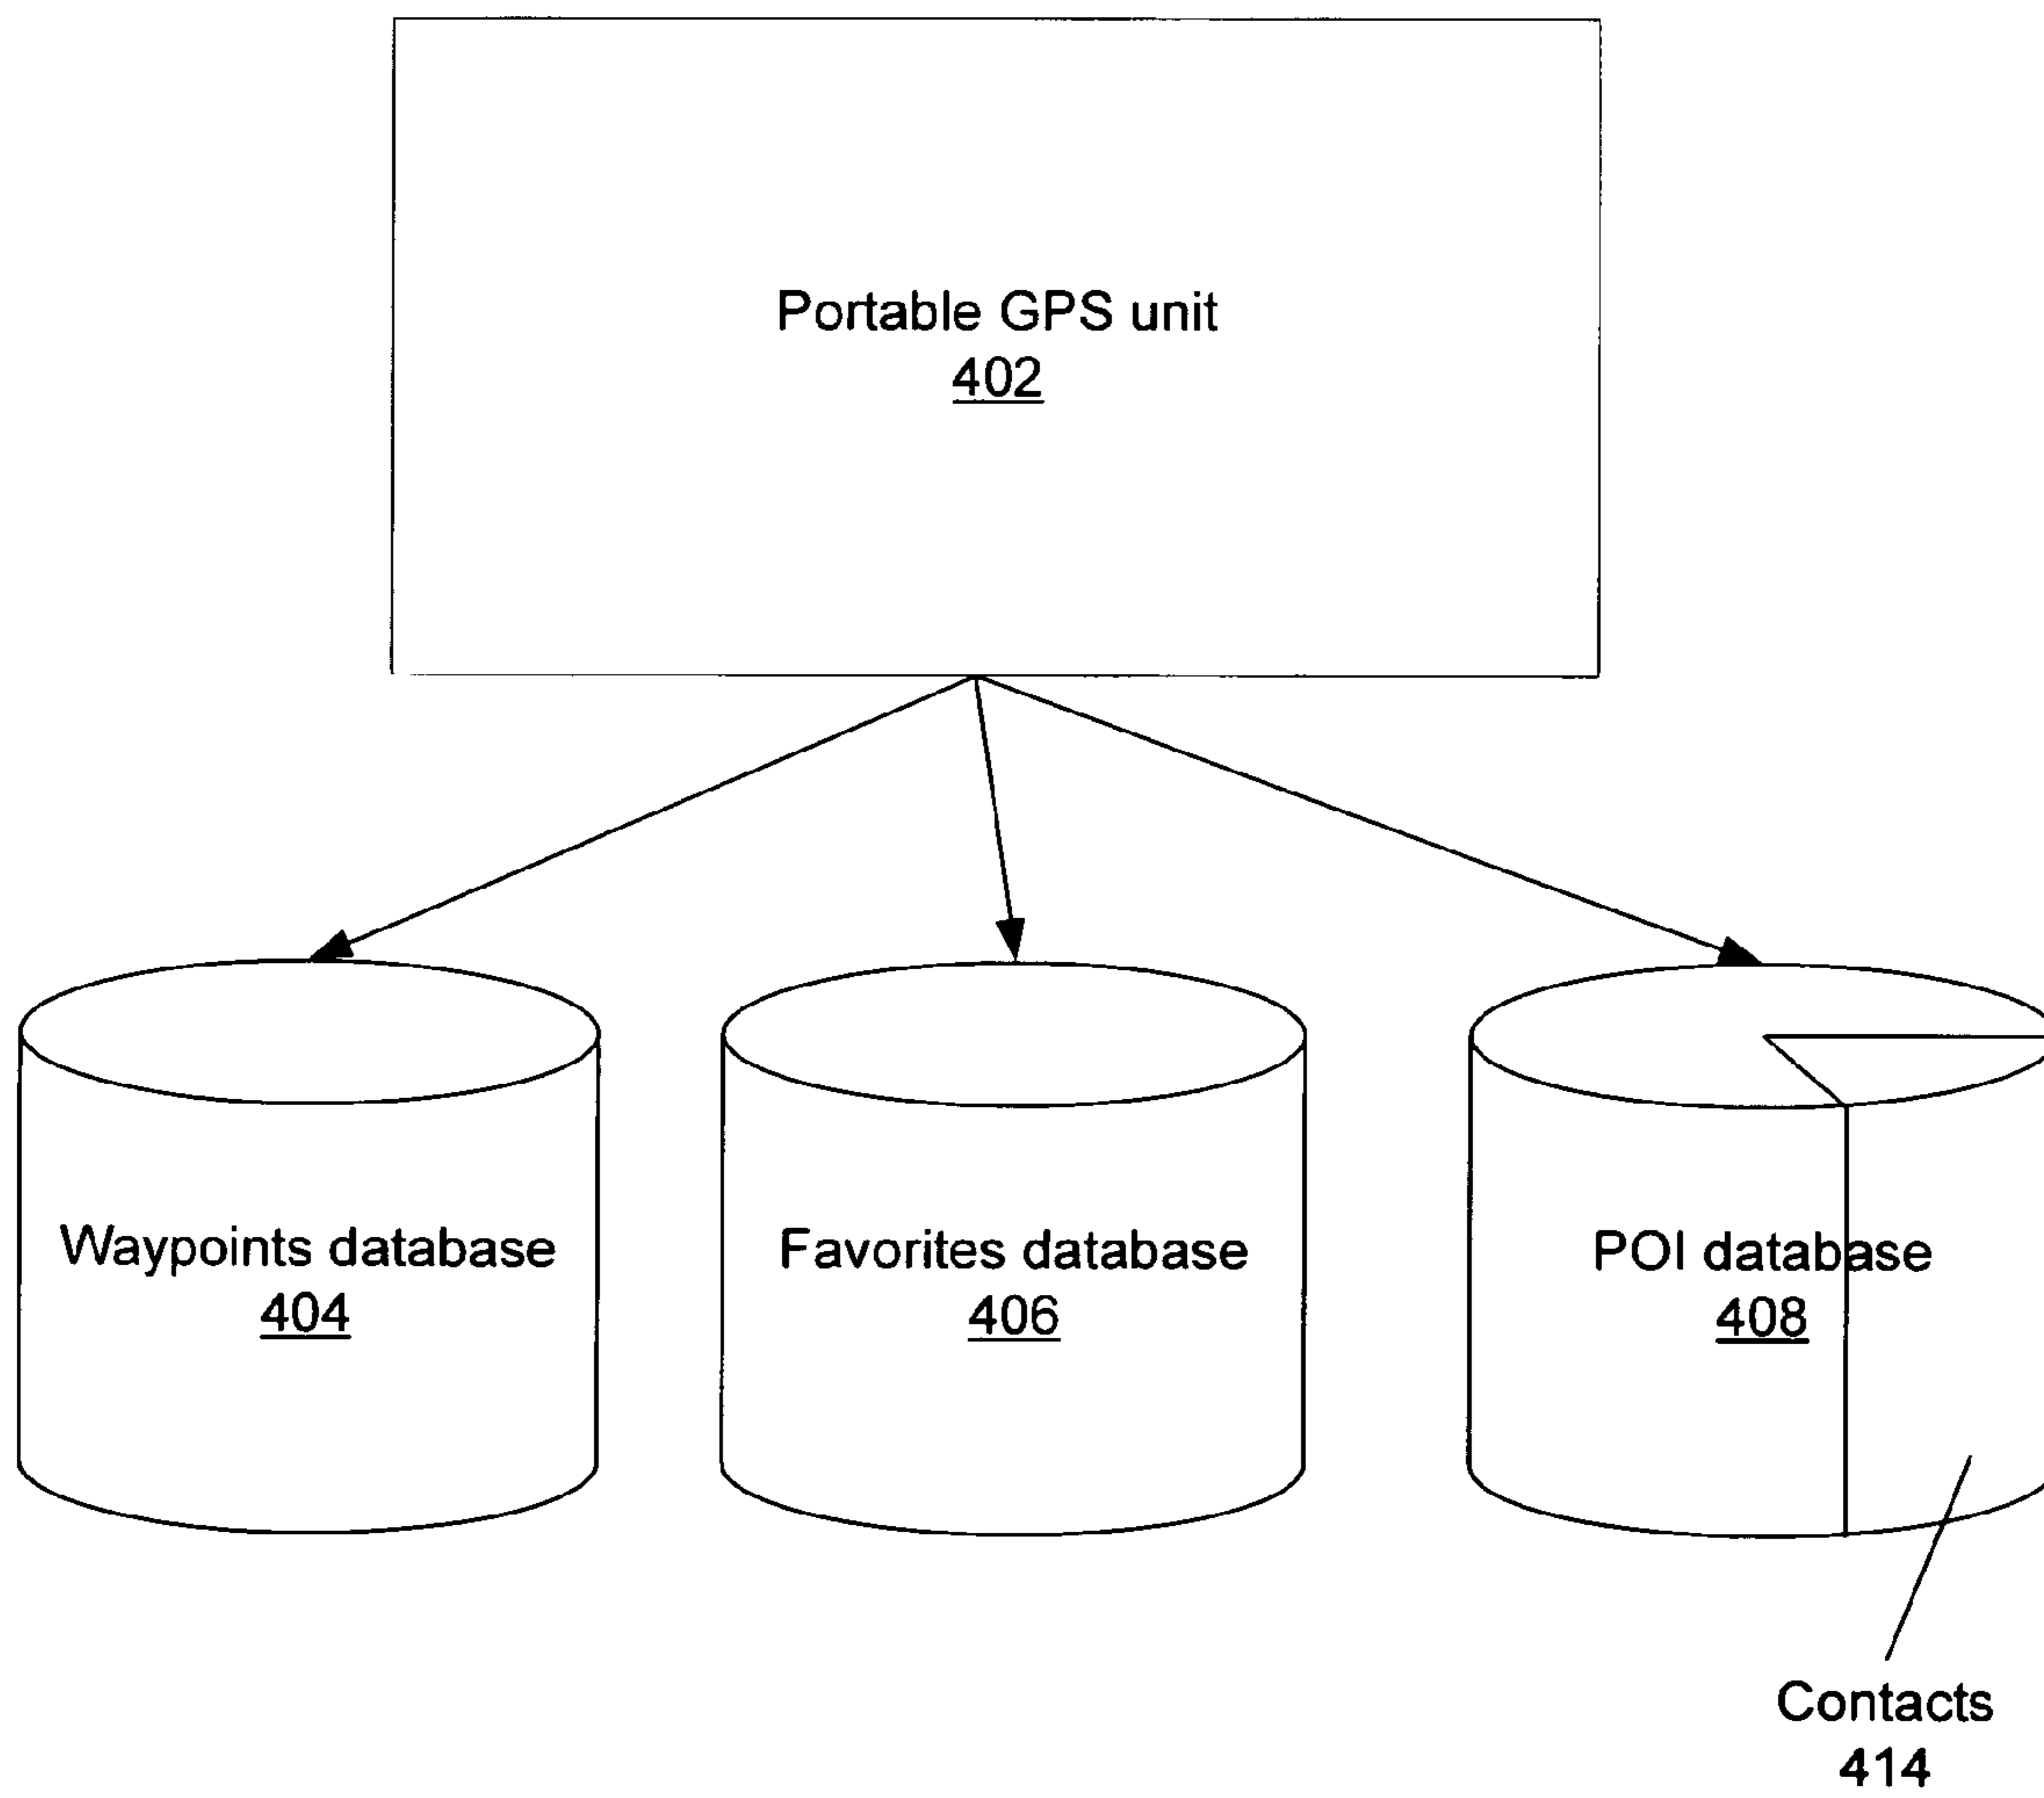 Portable GPS unit
402
Waypoints database
404
Favorites database
406
POI database
408
Contacts
414